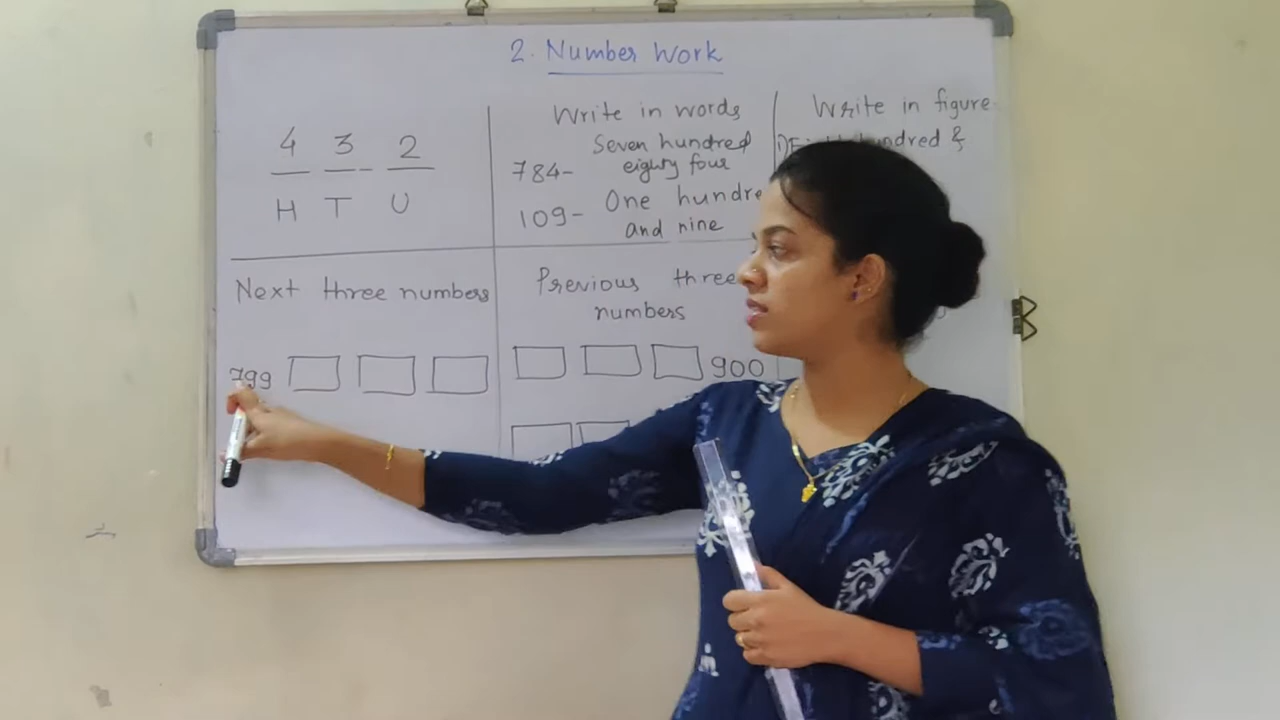 2. Number Work
4 3 2
H T U
Write in words
784- Seven hundred
eighty four
109- One hundre
and nine
Write in figure
hundred &
Next three numbers
799
Previous three
numbers
900